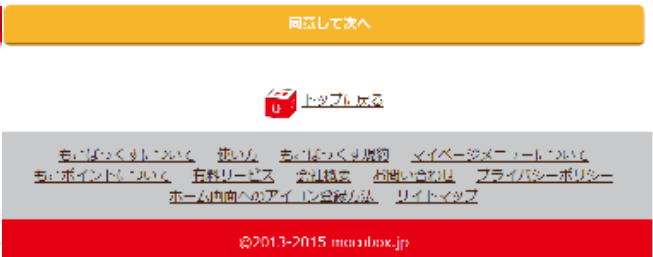 同意して次へ
トップに戻る
もにばっくすについて 使い方 もにばっくす規約 マイページメニューについて
もにポイントについて 有料サービス 会社概要 お問い合わせ プライバシーポリシー
ホーム画面へのアイコン登録方法 サイトマップ
©2013-2015